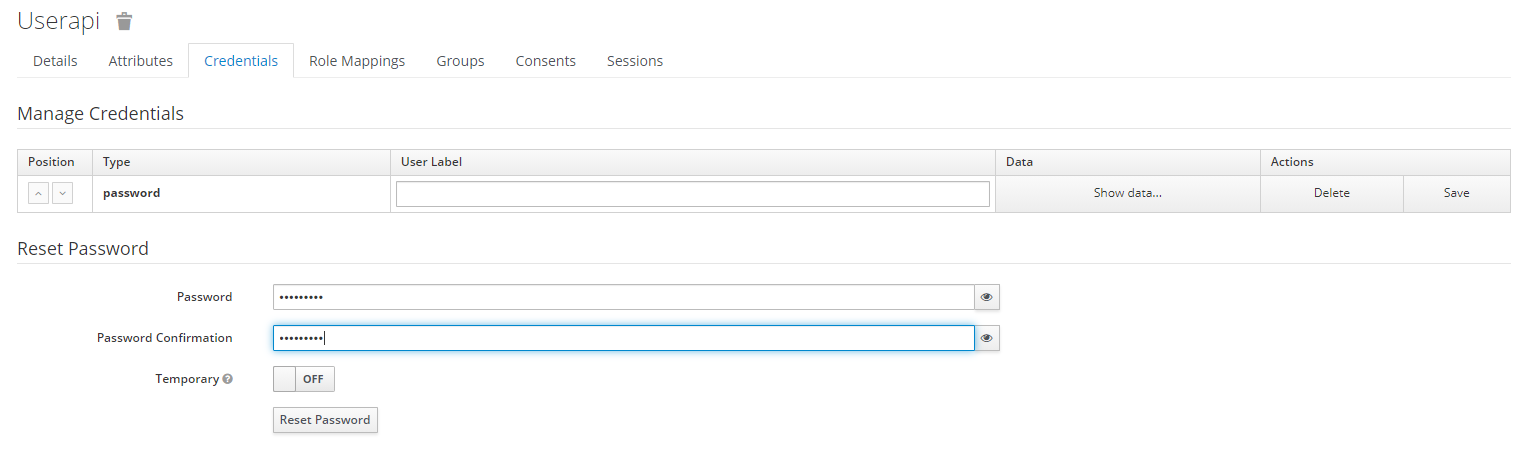 Userapi
Details Attributes Credentials Role Mappings Groups Consents Sessions
Manage Credentials
Position Type User Label Data Actions
password Show data... Delete Save
Reset Password
Password •••••••••
Password Confirmation •••••••••
Temporary OFF
Reset Password